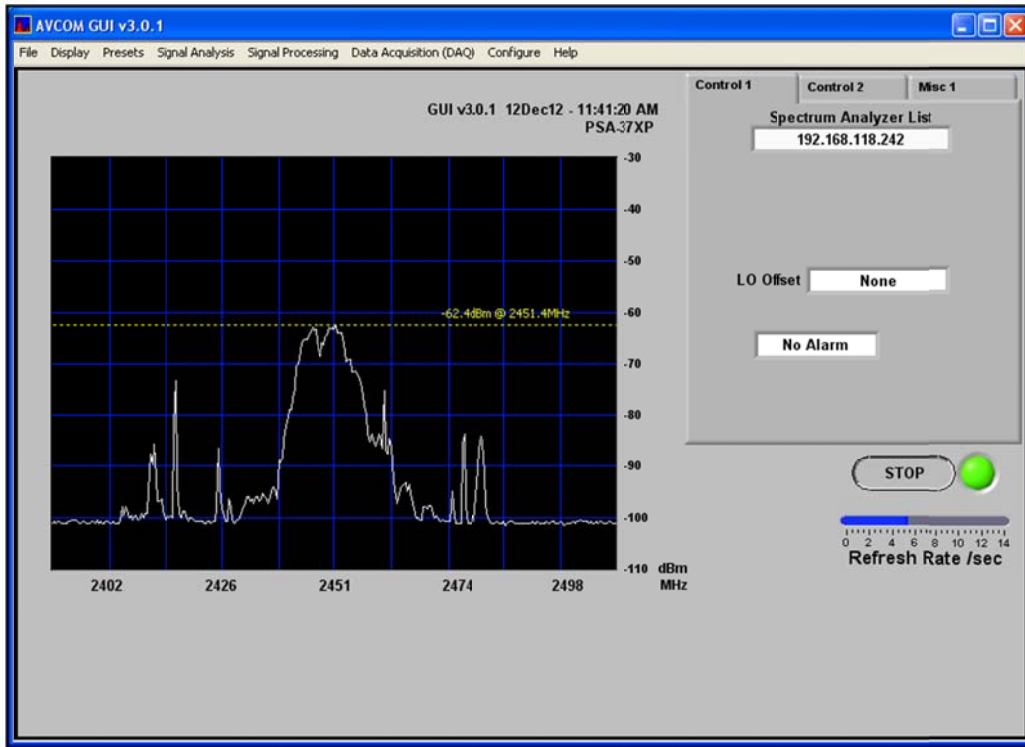 AVCOM GUI v3.0.1
File Display Presets Signal Analysis Signal Processing Data Acquisition (DAQ) Configure Help
GUI v3.0.1 12Dec12 - 11:41:20 AM
PSA-37XP
-30
-40
-50
-60
-70
-80
-90
-100
-110 dBm
-62.4dBm @ 2451.4MHz
2402 2426 2451 2474 2498 MHz
Control 1 Control 2 Misc 1
Spectrum Analyzer List
192.168.118.242
LO Offset None
No Alarm
STOP
0 2 4 6 8 10 12 14
Refresh Rate /sec